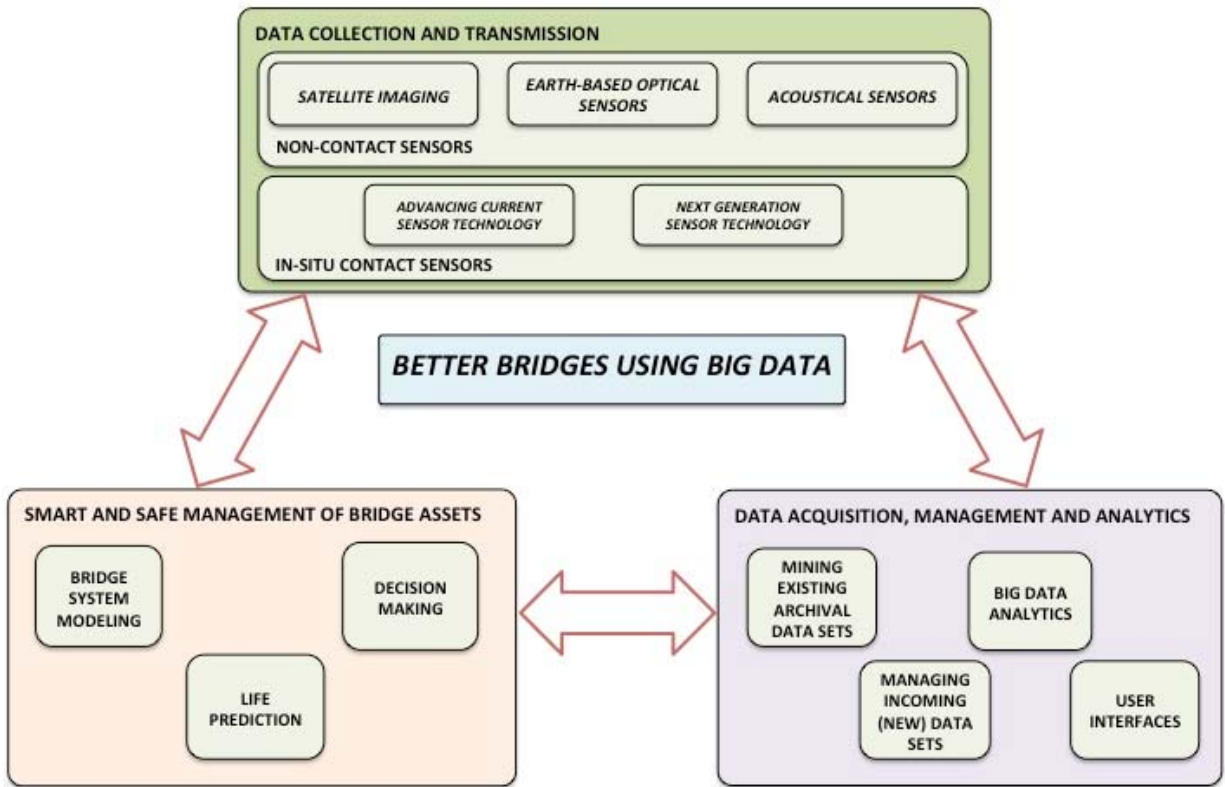 DATA COLLECTION AND TRANSMISSION
SATELLITE IMAGING
EARTH-BASED OPTICAL
SENSORS
ACOUSTICAL SENSORS
NON-CONTACT SENSORS
ADVANCING CURRENT
SENSOR TECHNOLOGY
NEXT GENERATION
SENSOR TECHNOLOGY
IN-SITU CONTACT SENSORS
BETTER BRIDGES USING BIG DATA
SMART AND SAFE MANAGEMENT OF BRIDGE ASSETS
BRIDGE
SYSTEM
MODELING
DECISION
MAKING
LIFE
PREDICTION
DATA ACQUISITION, MANAGEMENT AND ANALYTICS
MINING
EXISTING
ARCHIVAL
DATA SETS
BIG DATA
ANALYTICS
MANAGING
INCOMING
(NEW) DATA
SETS
USER
INTERFACES